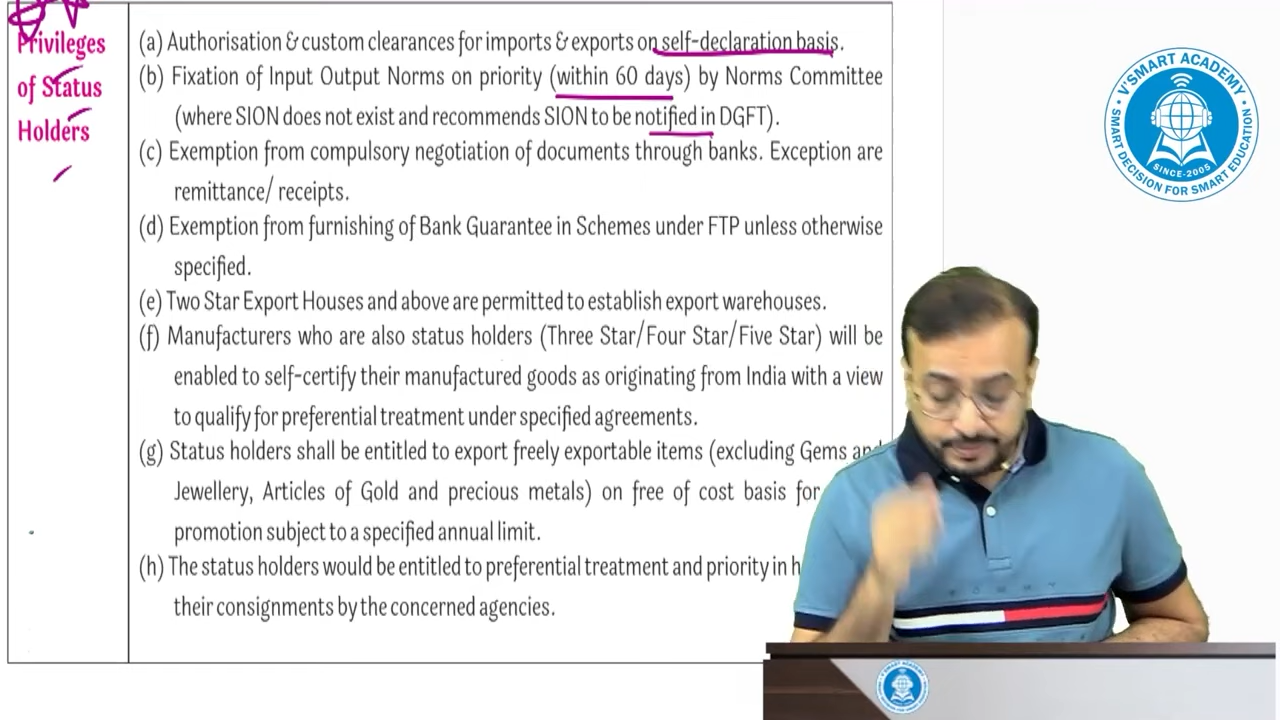 Privileges
of Status
Holders
(a) Authorisation & custom clearances for imports & exports on self-declaration basis.
(b) Fixation of Input Output Norms on priority (within 60 days) by Norms Committee
(where SION does not exist and recommends SION to be notified in DGFT).
(c) Exemption from compulsory negotiation of documents through banks. Exception are
remittance/ receipts.
(d) Exemption from furnishing of Bank Guarantee in Schemes under FTP unless otherwise
specified.
(e) Two Star Export Houses and above are permitted to establish export warehouses.
(f) Manufacturers who are also status holders (Three Star/Four Star/Five Star) will be
enabled to self-certify their manufactured goods as originating from India with a view
to qualify for preferential treatment under specified agreements.
(g) Status holders shall be entitled to export freely exportable items (excluding Gems and
Jewellery, Articles of Gold and precious metals) on free of cost basis for
promotion subject to a specified annual limit.
(h) The status holders would be entitled to preferential treatment and priority in h
their consignments by the concerned agencies.
V'SMART ACADEMY
SINCE-2005
SMART DECISION FOR SMART EDUCATION
TOMMY